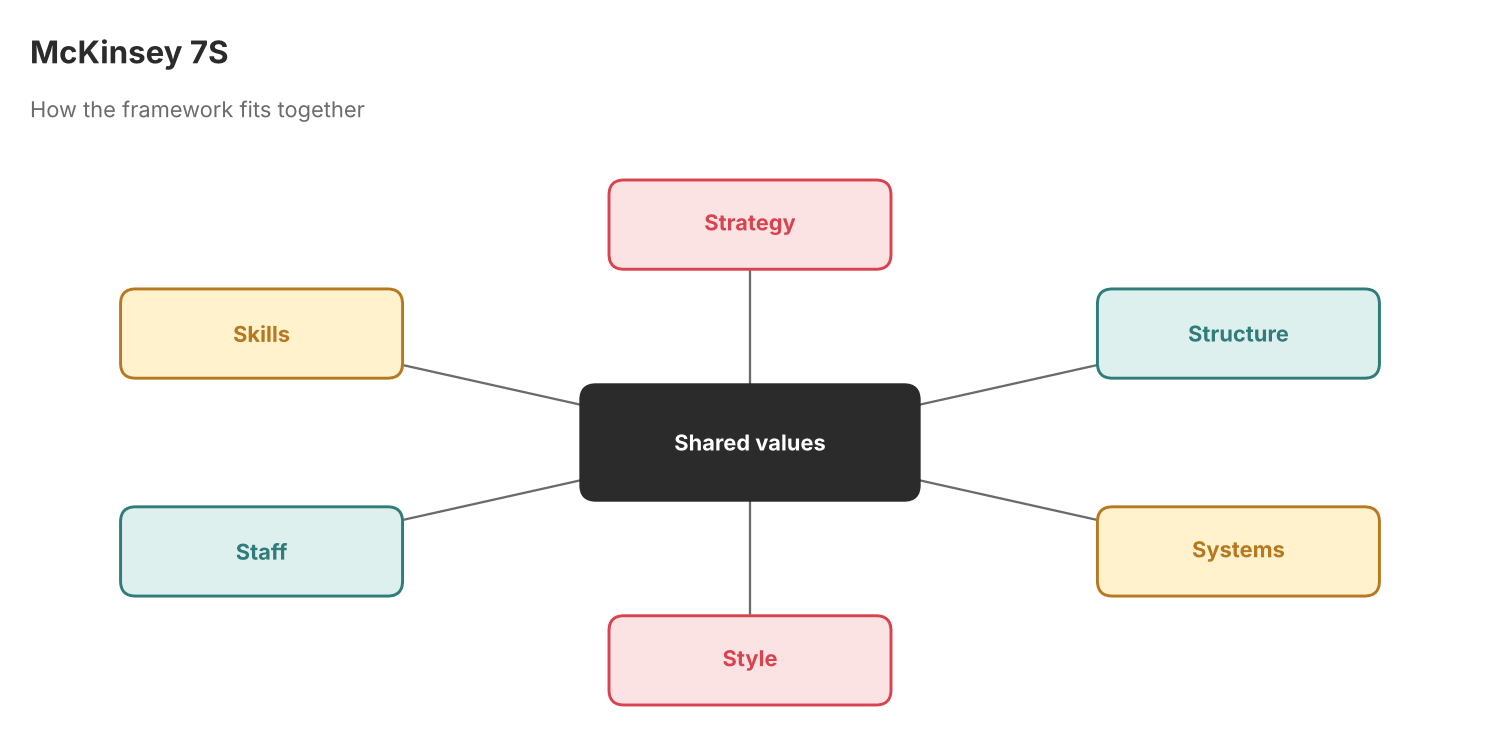 McKinsey 7S
How the framework fits together
Strategy
Skills
Structure
Shared values
Staff
Systems
Style